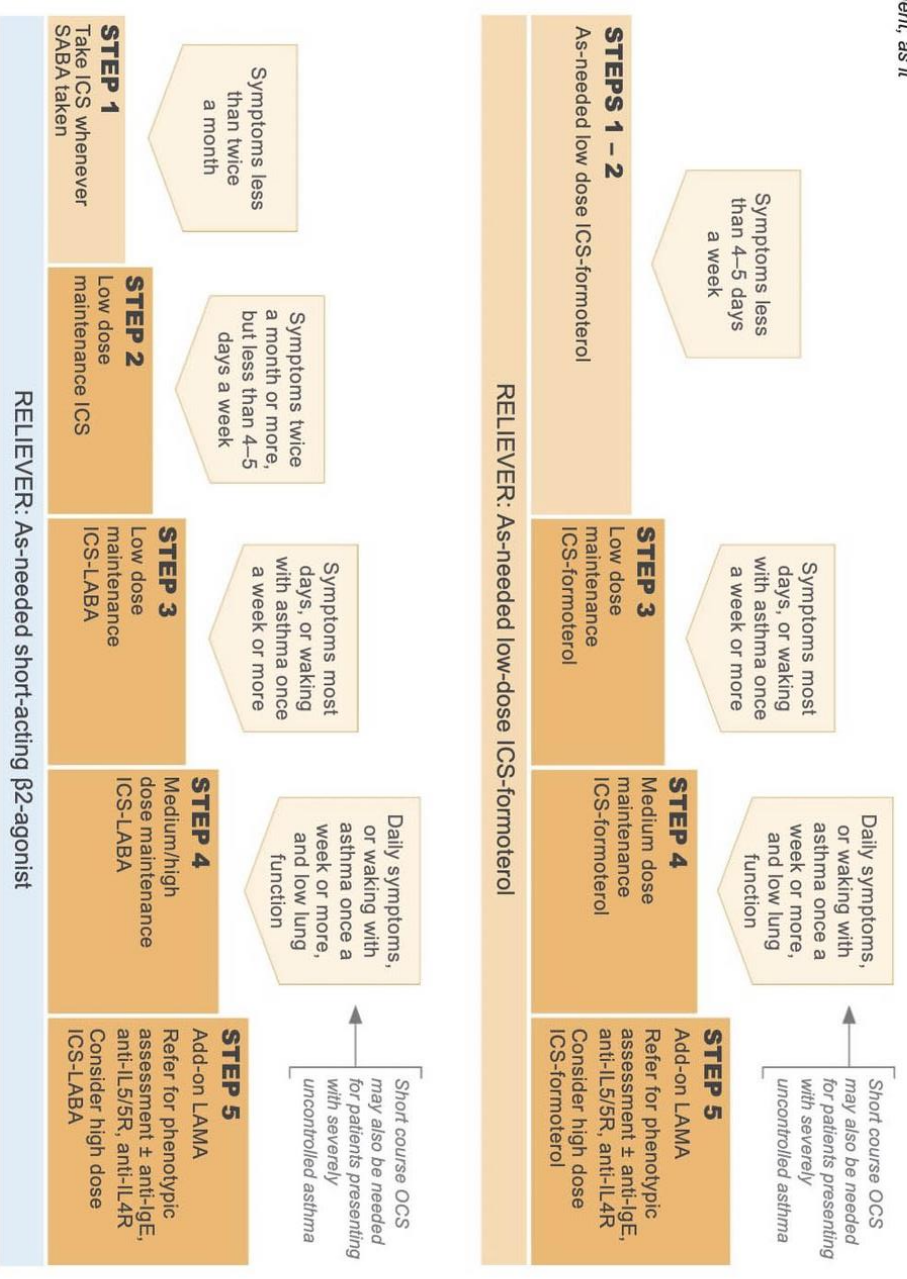 ent, as it
Symptoms less
than 4–5 days
a week
Symptoms most
days, or waking
with asthma once
a week or more
Daily symptoms,
or waking with
asthma once a
week or more,
and low lung
function
Short course OCS
may also be needed
for patients presenting
with severely
uncontrolled asthma
STEPS 1 – 2
As-needed low dose ICS-formoterol
STEP 3
Low dose
maintenance
ICS-formoterol
STEP 4
Medium dose
maintenance
ICS-formoterol
STEP 5
Add-on LAMA
Refer for phenotypic
assessment ± anti-IgE,
anti-IL5/5R, anti-IL4R
Consider high dose
ICS-formoterol
RELIEVER: As-needed low-dose ICS-formoterol
Symptoms less
than twice
a month
Symptoms twice
a month or more,
but less than 4–5
days a week
Symptoms most
days, or waking
with asthma once
a week or more
Daily symptoms,
or waking with
asthma once a
week or more,
and low lung
function
Short course OCS
may also be needed
for patients presenting
with severely
uncontrolled asthma
STEP 1
Take ICS whenever
SABA taken
STEP 2
Low dose
maintenance ICS
STEP 3
Low dose
maintenance
ICS-LABA
STEP 4
Medium/high
dose maintenance
ICS-LABA
STEP 5
Add-on LAMA
Refer for phenotypic
assessment ± anti-IgE,
anti-IL5/5R, anti-IL4R
Consider high dose
ICS-LABA
RELIEVER: As-needed short-acting β2-agonist